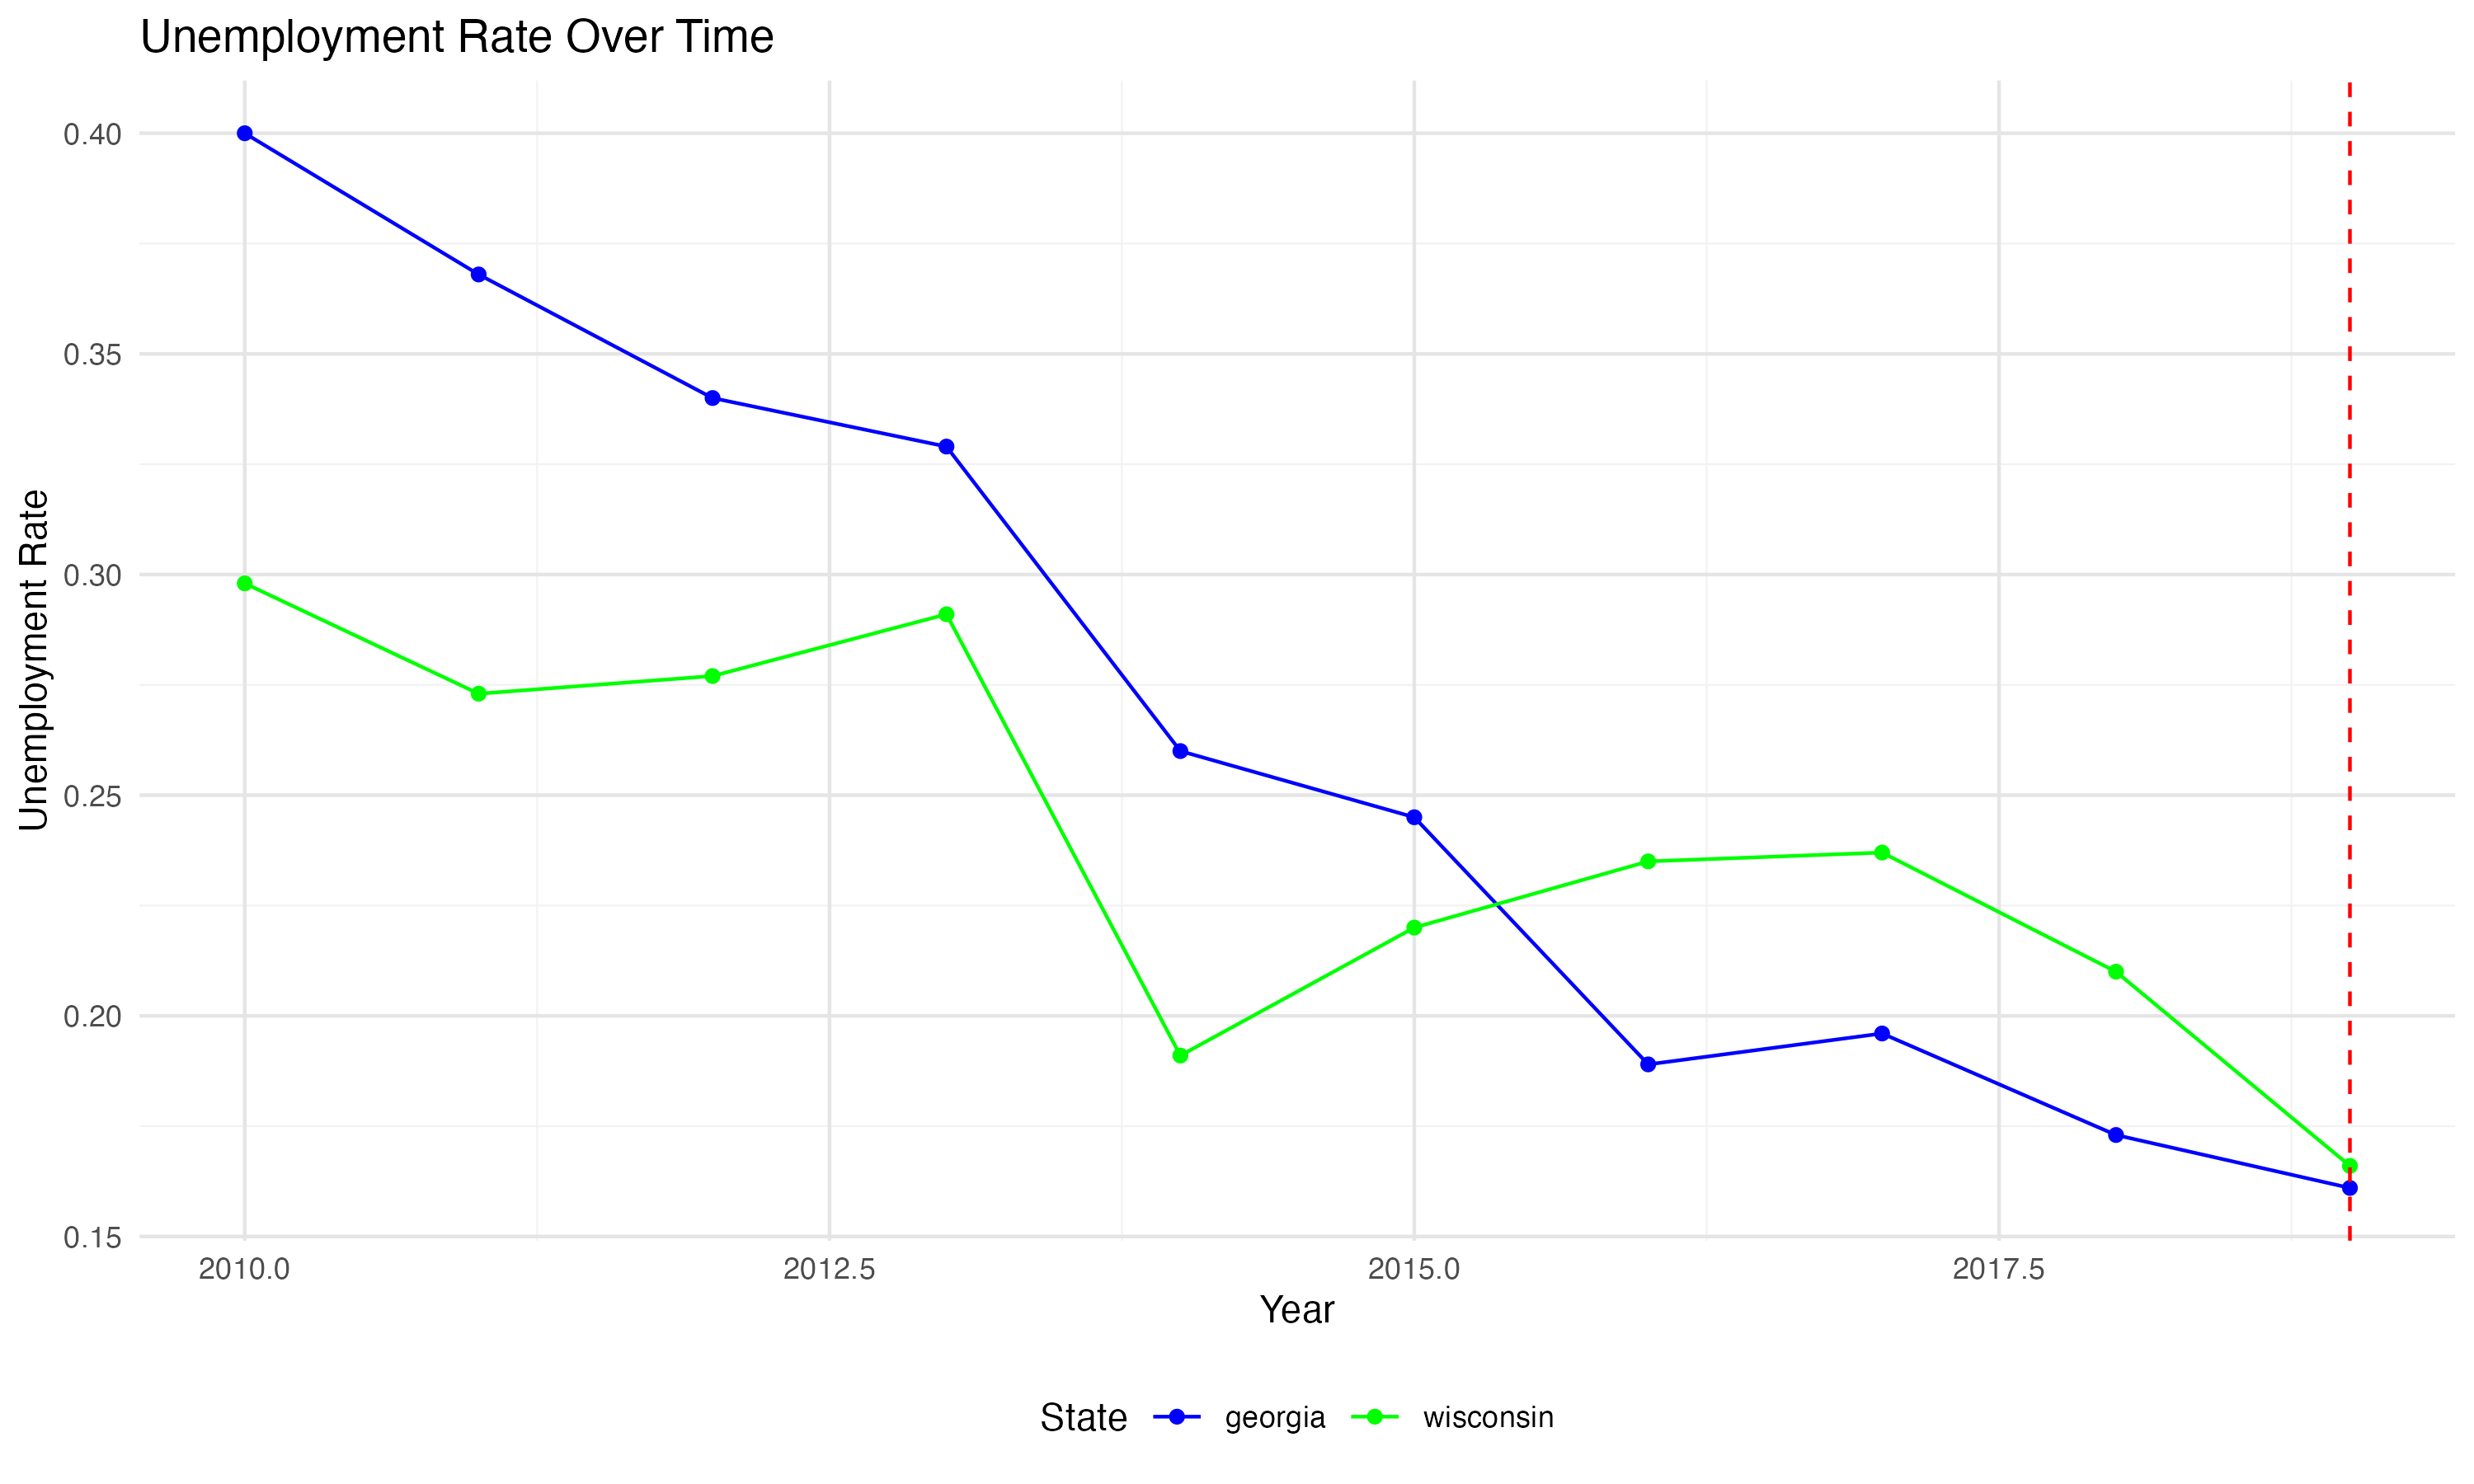 Unemployment Rate Over Time
Unemployment Rate
0.40
0.35
0.30
0.25
0.20
0.15
2010.0 2012.5 2015.0 2017.5
Year
State georgia wisconsin